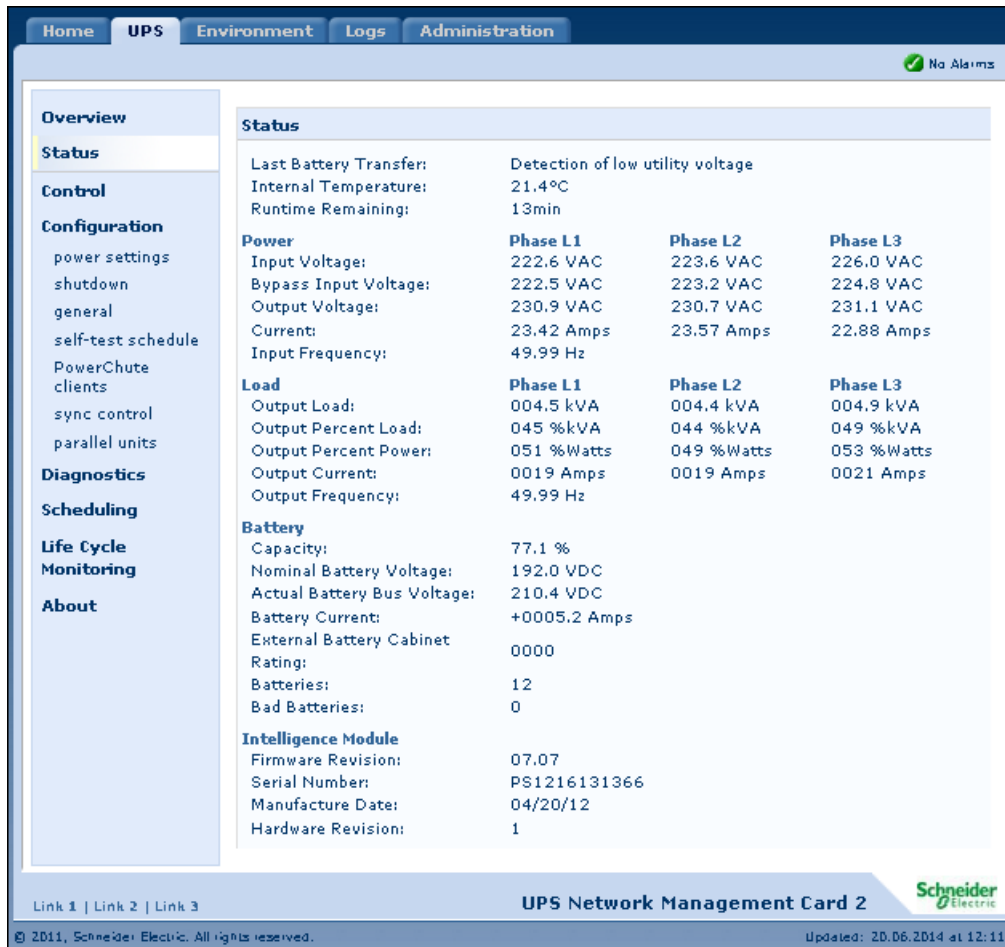 Home UPS Environment Logs Administration
No Alarms
Overview
Status
Control
Configuration
power settings
shutdown
general
self-test schedule
PowerChute
clients
sync control
parallel units
Diagnostics
Scheduling
Life Cycle
Monitoring
About
Status
Last Battery Transfer: Detection of low utility voltage
Internal Temperature: 21.4°C
Runtime Remaining: 13min
Power Phase L1 Phase L2 Phase L3
Input Voltage: 222.6 VAC 223.6 VAC 226.0 VAC
Bypass Input Voltage: 222.5 VAC 223.2 VAC 224.8 VAC
Output Voltage: 230.9 VAC 230.7 VAC 231.1 VAC
Current: 23.42 Amps 23.57 Amps 22.88 Amps
Input Frequency: 49.99 Hz
Load Phase L1 Phase L2 Phase L3
Output Load: 004.5 kVA 004.4 kVA 004.9 kVA
Output Percent Load: 045 %kVA 044 %kVA 049 %kVA
Output Percent Power: 051 %Watts 049 %Watts 053 %Watts
Output Current: 0019 Amps 0019 Amps 0021 Amps
Output Frequency: 49.99 Hz
Battery
Capacity: 77.1 %
Nominal Battery Voltage: 192.0 VDC
Actual Battery Bus Voltage: 210.4 VDC
Battery Current: +0005.2 Amps
External Battery Cabinet
Rating: 0000
Batteries: 12
Bad Batteries: 0
Intelligence Module
Firmware Revision: 07.07
Serial Number: PS1216131366
Manufacture Date: 04/20/12
Hardware Revision: 1
Link 1 | Link 2 | Link 3
UPS Network Management Card 2
Schneider
Electric
© 2011, Schneider Electric. All rights reserved.
Updated: 20.06.2014 at 12:11